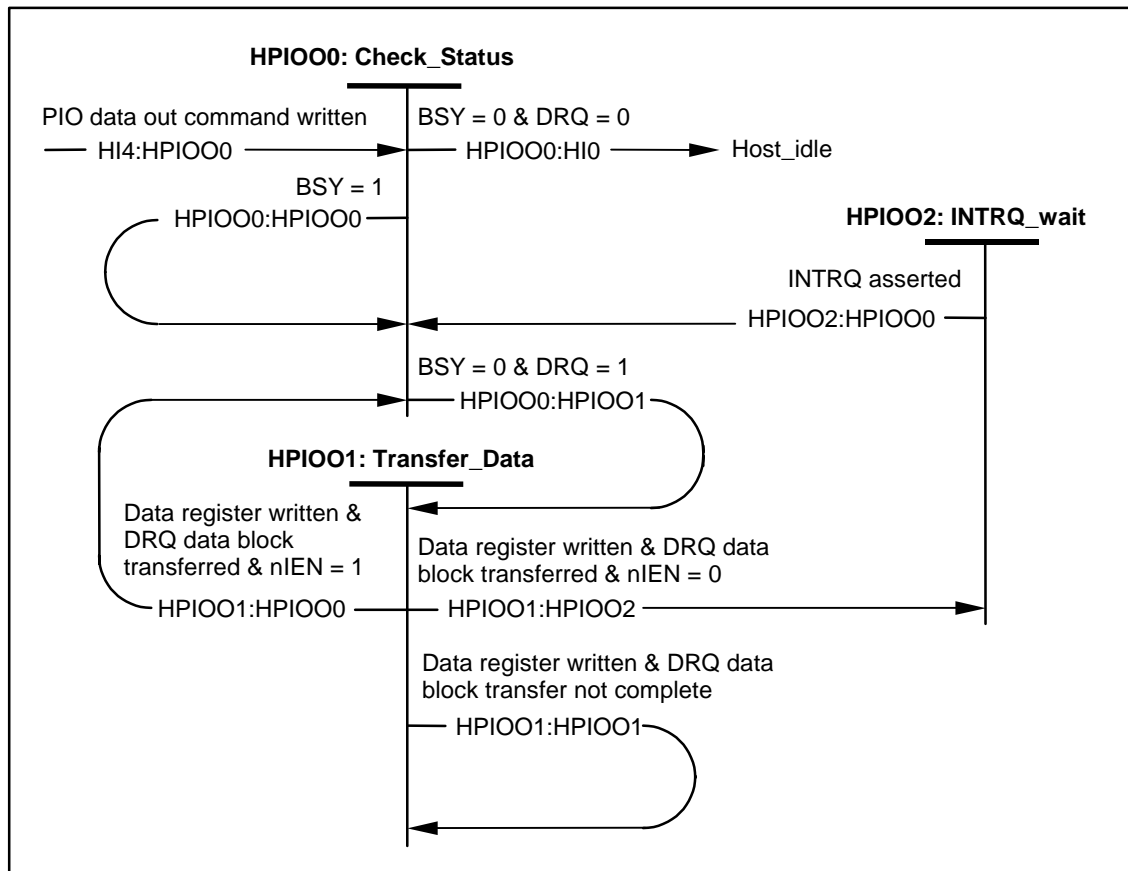 HPIOO0: Check_Status
PIO data out command written
BSY = 0 & DRQ = 0
HI4:HPIOO0
HPIOO0:HI0
Host_idle
BSY = 1
HPIOO0:HPIOO0
HPIOO2: INTRQ_wait
INTRQ asserted
HPIOO2:HPIOO0
BSY = 0 & DRQ = 1
HPIOO0:HPIOO1
HPIOO1: Transfer_Data
Data register written &
DRQ data block
transferred & nIEN = 1
Data register written & DRQ data
block transferred & nIEN = 0
HPIOO1:HPIOO0
HPIOO1:HPIOO2
Data register written & DRQ data
block transfer not complete
HPIOO1:HPIOO1